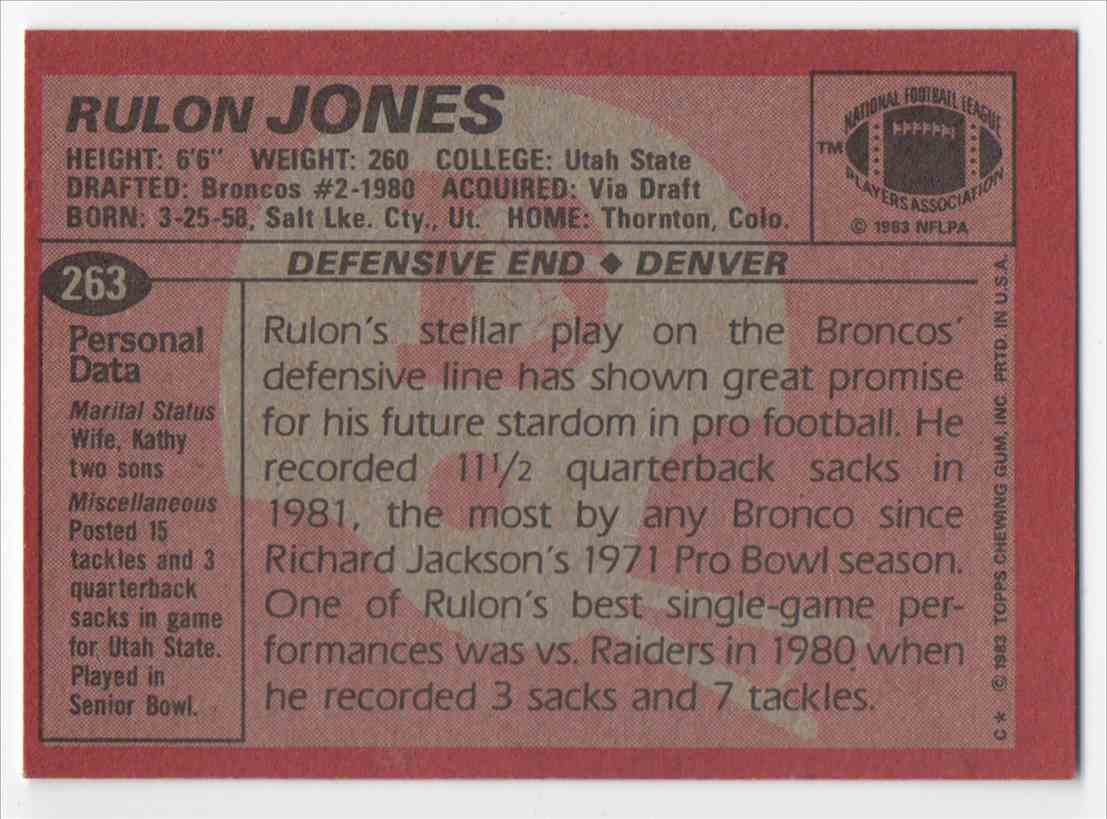 RULON JONES
HEIGHT: 6'6" WEIGHT: 260 COLLEGE: Utah State
DRAFTED: Broncos #2-1980 ACQUIRED: Via Draft
BORN: 3-25-58, Salt Lke. Cty., Ut. HOME: Thornton, Colo.
NATIONAL FOOTBALL LEAGUE
TM
PLAYERS ASSOCIATION
© 1983 NFLPA
263
DEFENSIVE END ◆ DENVER
Personal
Data
Marital Status
Wife, Kathy
two sons
Miscellaneous
Posted 15
tackles and 3
quarterback
sacks in game
for Utah State.
Played in
Senior Bowl.
Rulon's stellar play on the Broncos'
defensive line has shown great promise
for his future stardom in pro football. He
recorded 11½ quarterback sacks in
1981, the most by any Bronco since
Richard Jackson's 1971 Pro Bowl season.
One of Rulon's best single-game per-
formances was vs. Raiders in 1980 when
he recorded 3 sacks and 7 tackles.
C* © 1983 TOPPS CHEWING GUM, INC. PRTD. IN U.S.A.